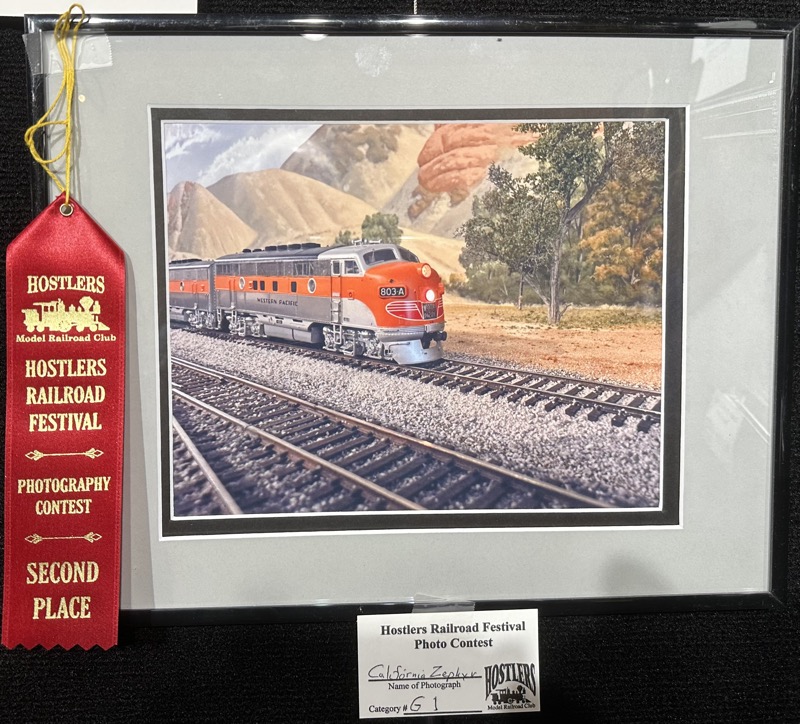 HOSTLERS
Model Railroad Club
HOSTLERS
RAILROAD
FESTIVAL
PHOTOGRAPHY
CONTEST
SECOND
PLACE
803-A
WESTERN PACIFIC
Hostlers Railroad Festival
Photo Contest
California Zephyr
Name of Photograph
Category # G 1
HOSTLERS
Model Railroad Club